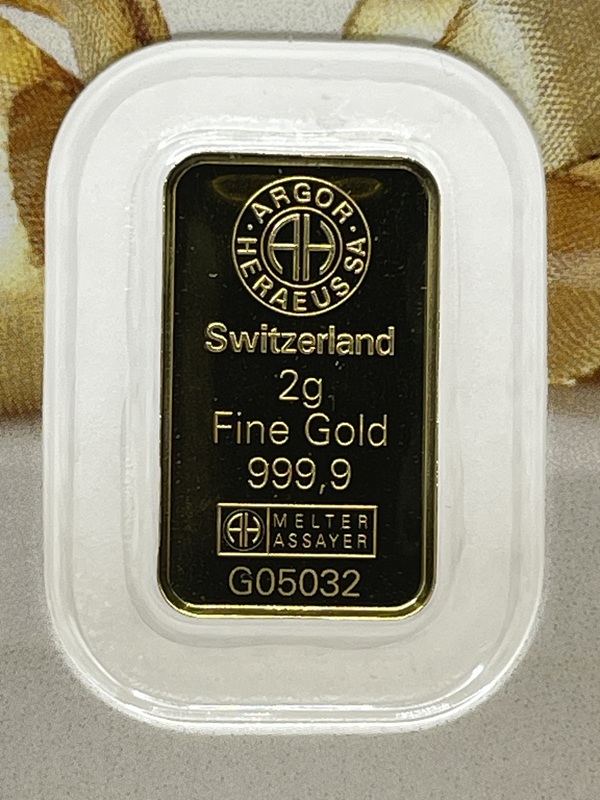 · ARGOR ·
HERAEUS SA
AH
Switzerland
2g
Fine Gold
999,9
AH MELTER
ASSAYER
G05032